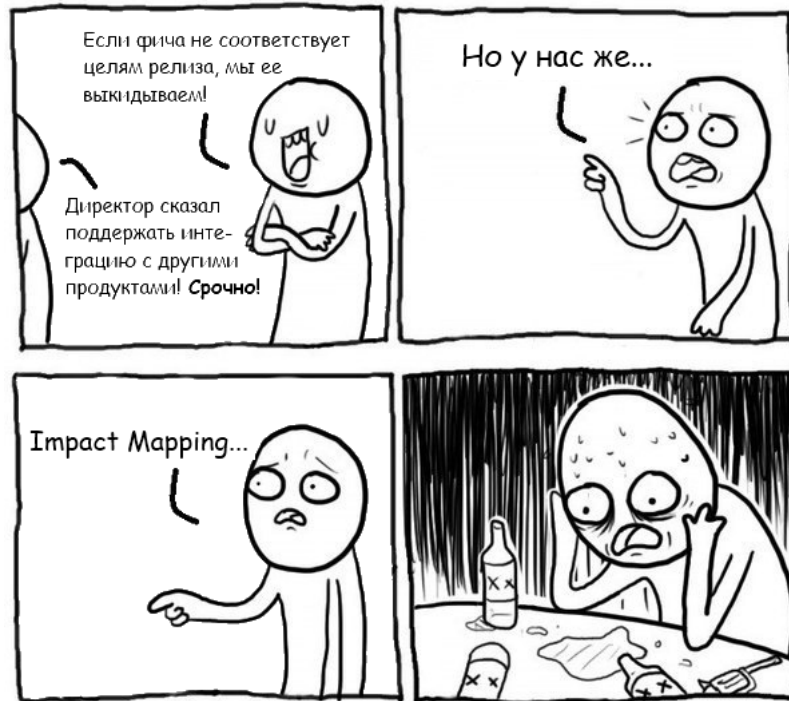 Если фича не соответствует
целям релиза, мы ее
выкидываем!
Директор сказал
поддержать инте-
грацию с другими
продуктами! Срочно!
Но у нас же...
Impact Mapping...
X X
X X
X X